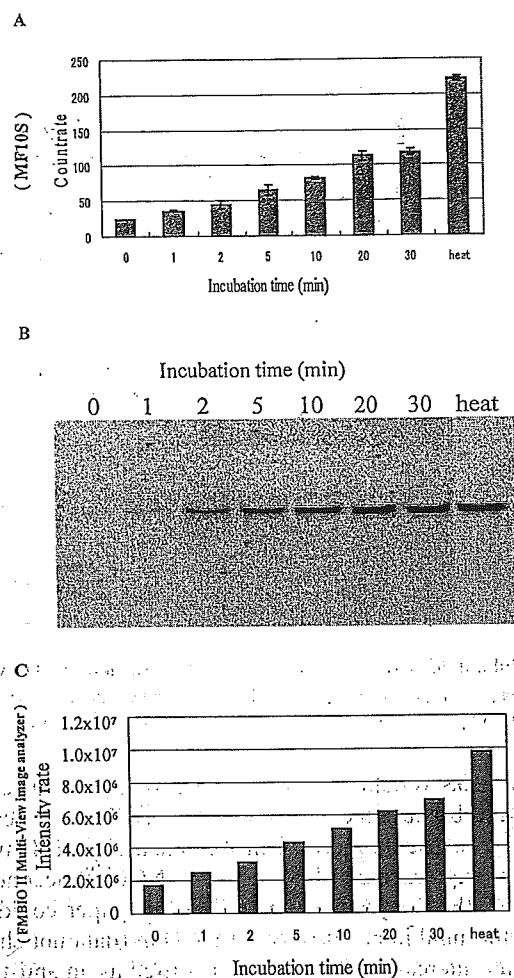 A
250
200
150
100
50
0
(MF10S)
Countrate
0 1 2 5 10 20 30 heat
Incubation time (min)
B
Incubation time (min)
0 1 2 5 10 20 30 heat
C
1.2x10⁷
1.0x10⁷
8.0x10⁶
6.0x10⁶
4.0x10⁶
2.0x10⁶
0
(FMBIO II Multi-View image analyzer)
Intensity rate
0 1 2 5 10 20 30 heat
Incubation time (min)